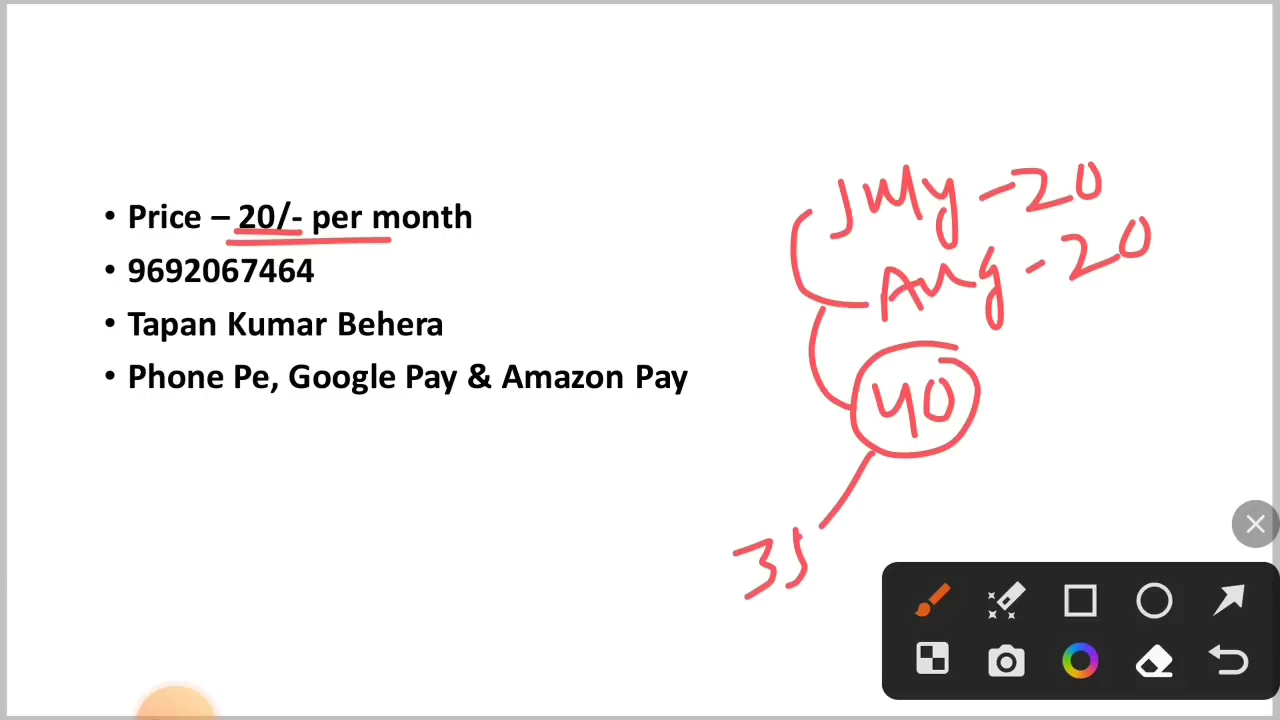 • Price – 20/- per month
• 9692067464
• Tapan Kumar Behera
• Phone Pe, Google Pay & Amazon Pay
July - 20
Aug - 20
40
35